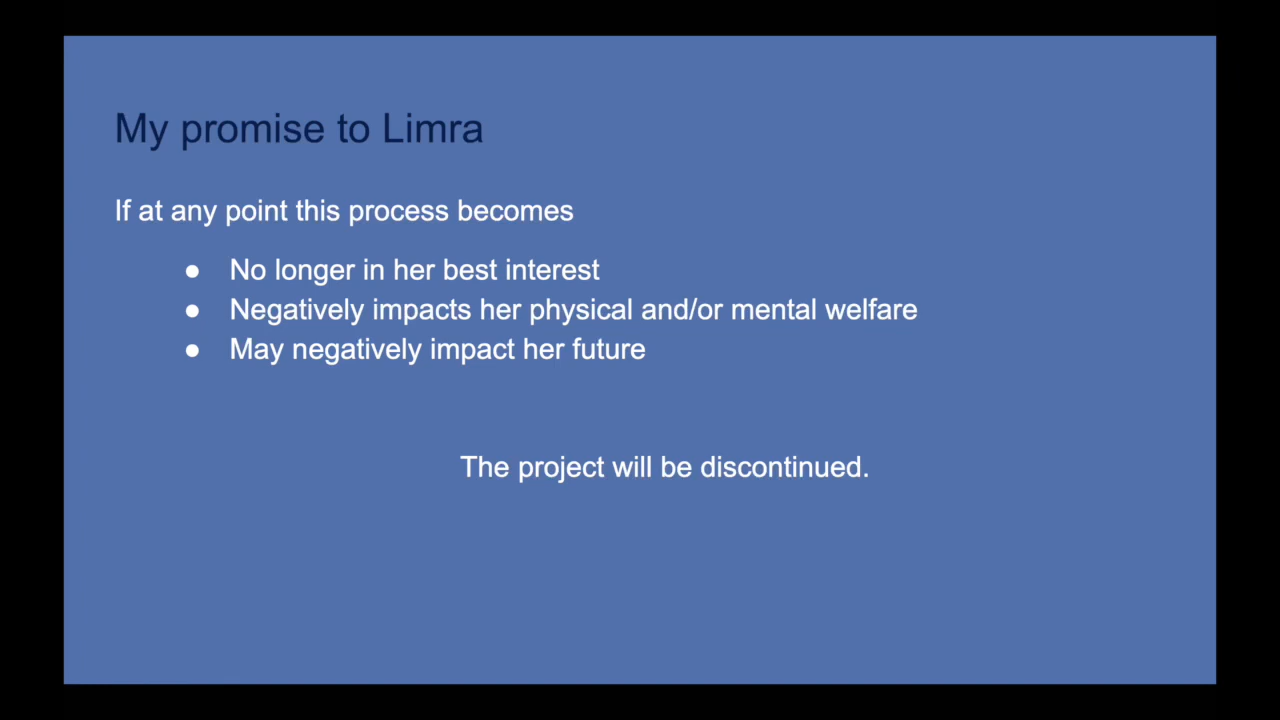 My promise to Limra
If at any point this process becomes
● No longer in her best interest
● Negatively impacts her physical and/or mental welfare
● May negatively impact her future
The project will be discontinued.